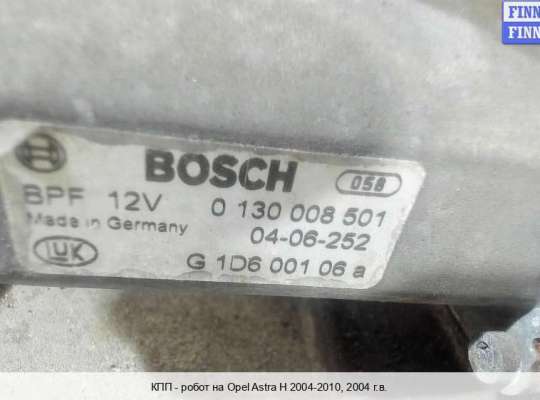 FINN
FINN
BOSCH 058
BPF 12V 0 130 008 501
Made in Germany 04-06-252
LUK G 1D6 001 06 a
КПП - робот на Opel Astra H 2004-2010, 2004 г.в.